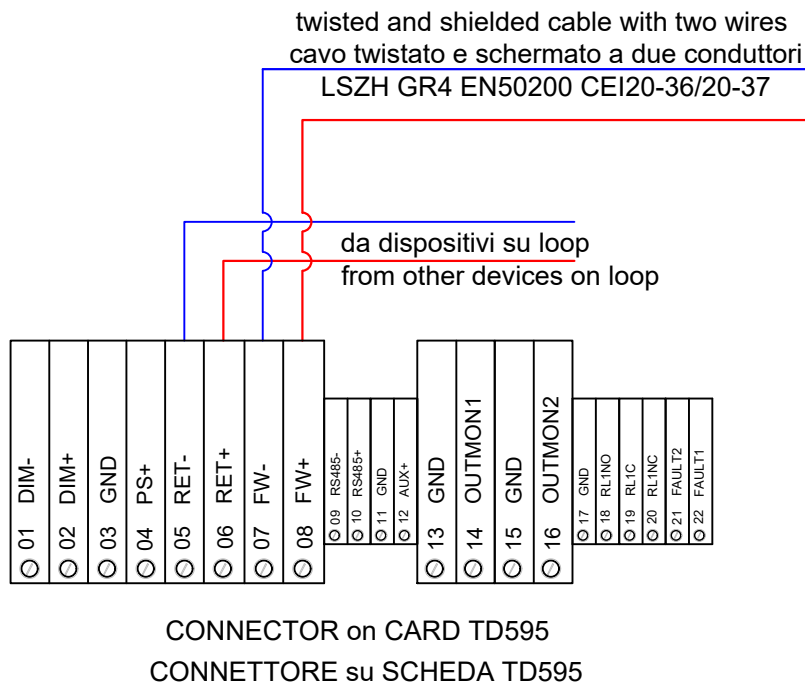 twisted and shielded cable with two wires
cavo twistato e schermato a due conduttori
LSZH GR4 EN50200 CEI20-36/20-37
da dispositivi su loop
from other devices on loop
01 DIM-
02 DIM+
03 GND
04 PS+
05 RET-
06 RET+
07 FW-
08 FW+
09 RS485-
10 RS485+
11 GND
12 AUX+
13 GND
14 OUTMON1
15 GND
16 OUTMON2
17 GND
18 RL1NO
19 RL1C
20 RL1NC
21 FAULT2
22 FAULT1
CONNECTOR on CARD TD595
CONNETTORE su SCHEDA TD595